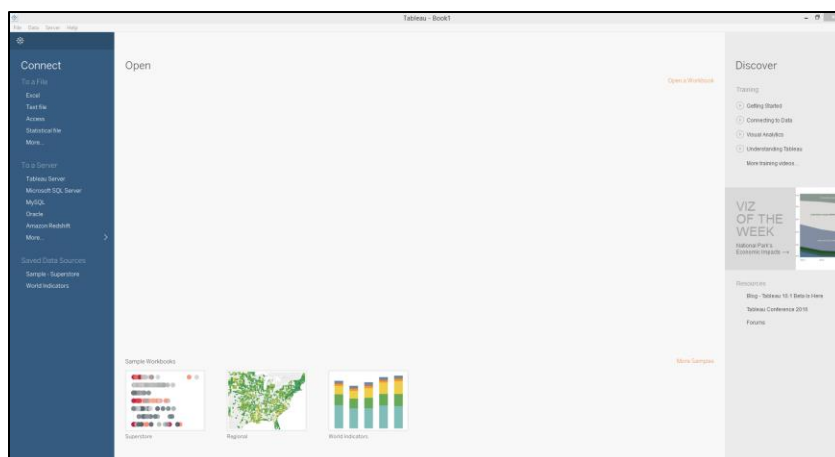 Tableau - Book1
File Data Server Help
Connect
To a File
Excel
Text file
Access
Statistical file
More...
To a Server
Tableau Server
Microsoft SQL Server
MySQL
Oracle
Amazon Redshift
More...
Saved Data Sources
Sample - Superstore
World Indicators
Open
Open a Workbook
Sample Workbooks
More Samples
Superstore
Regional
World Indicators
Discover
Training
Getting Started
Connecting to Data
Visual Analytics
Understanding Tableau
More training videos...
VIZ
OF THE
WEEK
National Park's
Economic Impacts →
Resources
Blog - Tableau 10.1 Beta is Here
Tableau Conference 2016
Forums